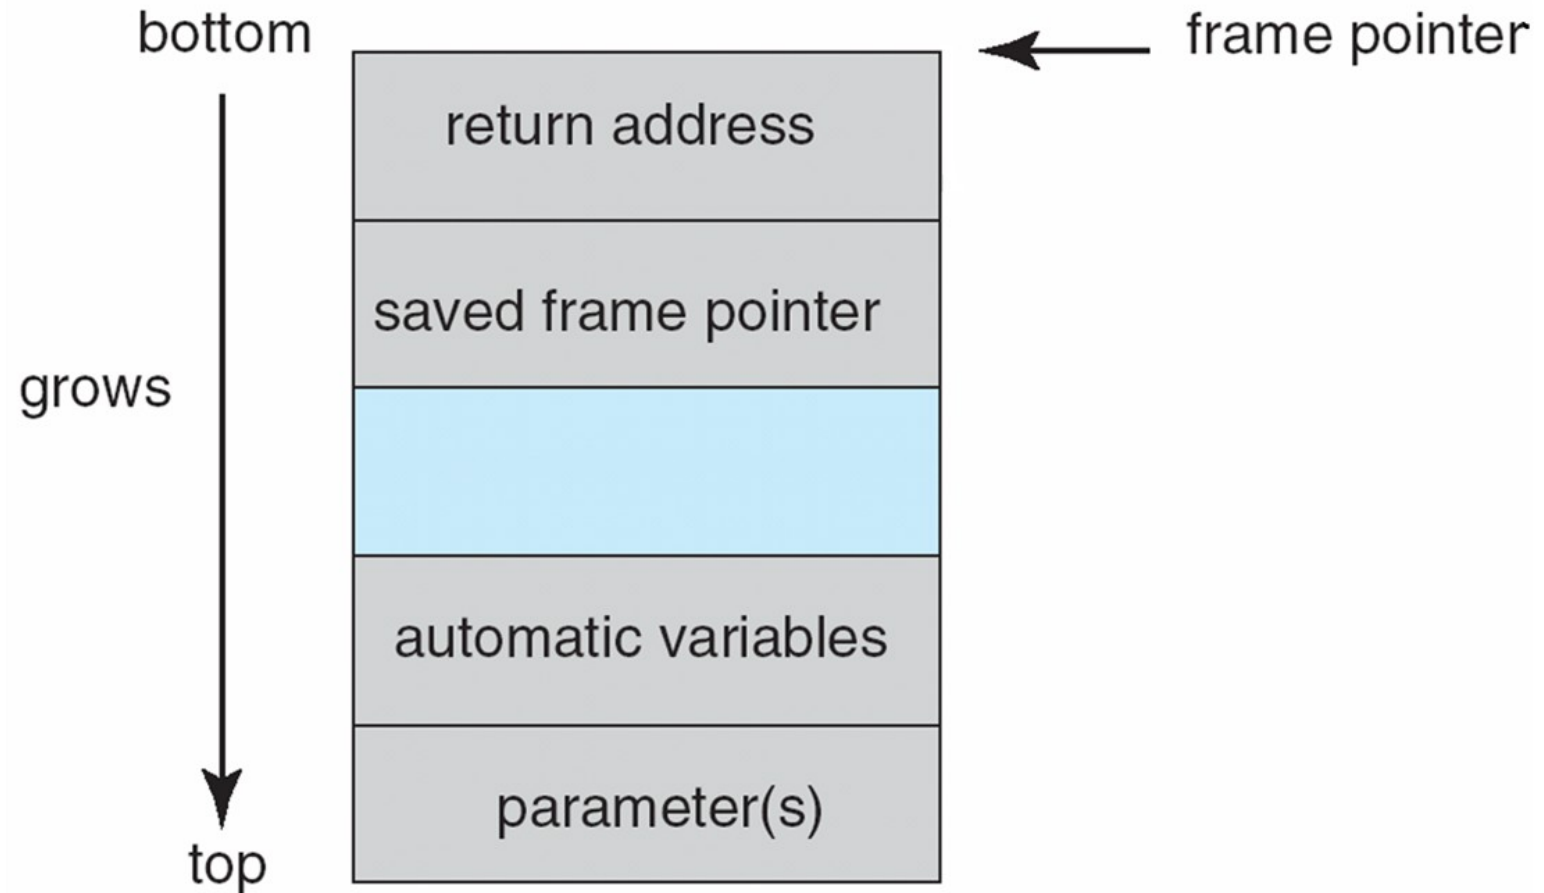 bottom
frame pointer
return address
saved frame pointer
grows
automatic variables
parameter(s)
top